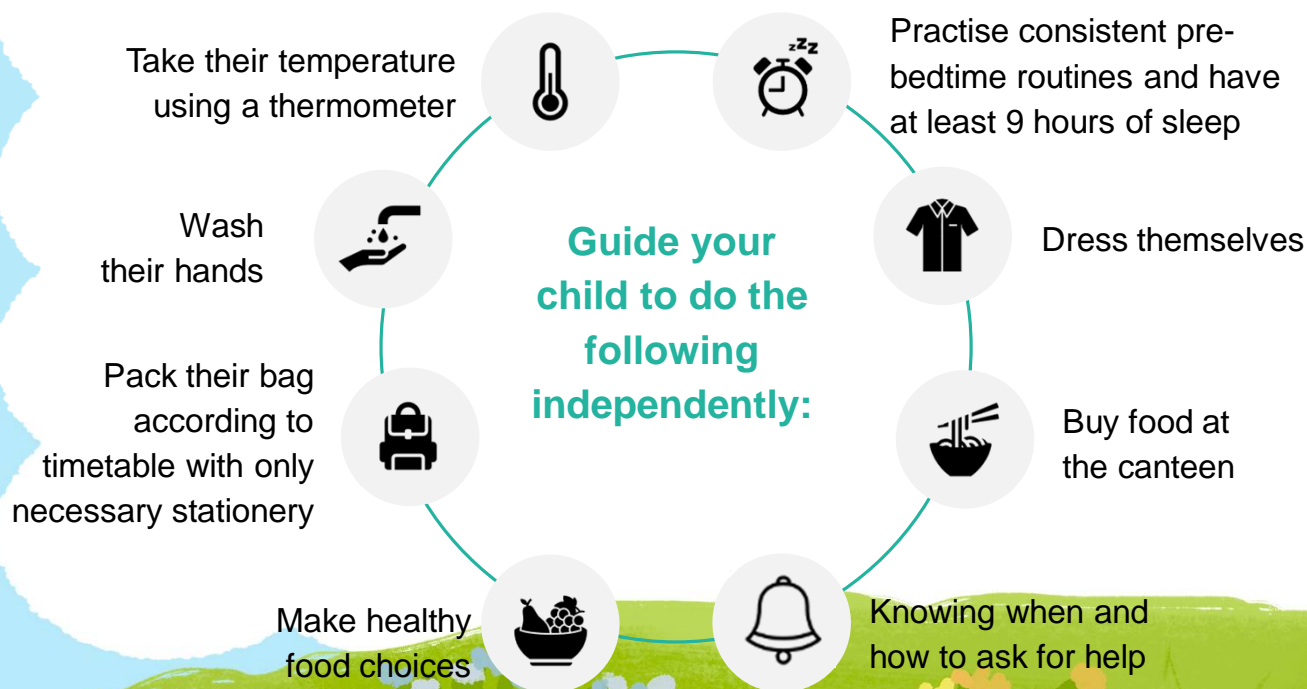 Guide your
child to do the
following
independently:
Practise consistent pre-
bedtime routines and have
at least 9 hours of sleep
zzZZ
Dress themselves
Buy food at
the canteen
Knowing when and
how to ask for help
Make healthy
food choices
Pack their bag
according to
timetable with only
necessary stationery
Wash
their hands
Take their temperature
using a thermometer